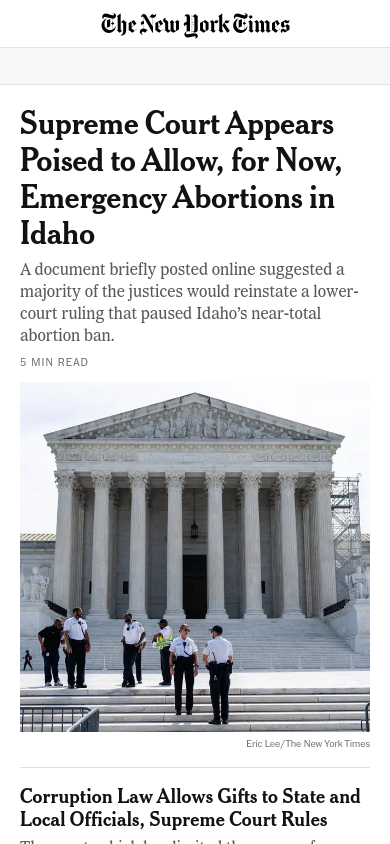 The New York Times
Supreme Court Appears
Poised to Allow, for Now,
Emergency Abortions in
Idaho
A document briefly posted online suggested a
majority of the justices would reinstate a lower-
court ruling that paused Idaho’s near-total
abortion ban.
5 MIN READ
Eric Lee/The New York Times
Corruption Law Allows Gifts to State and
Local Officials, Supreme Court Rules